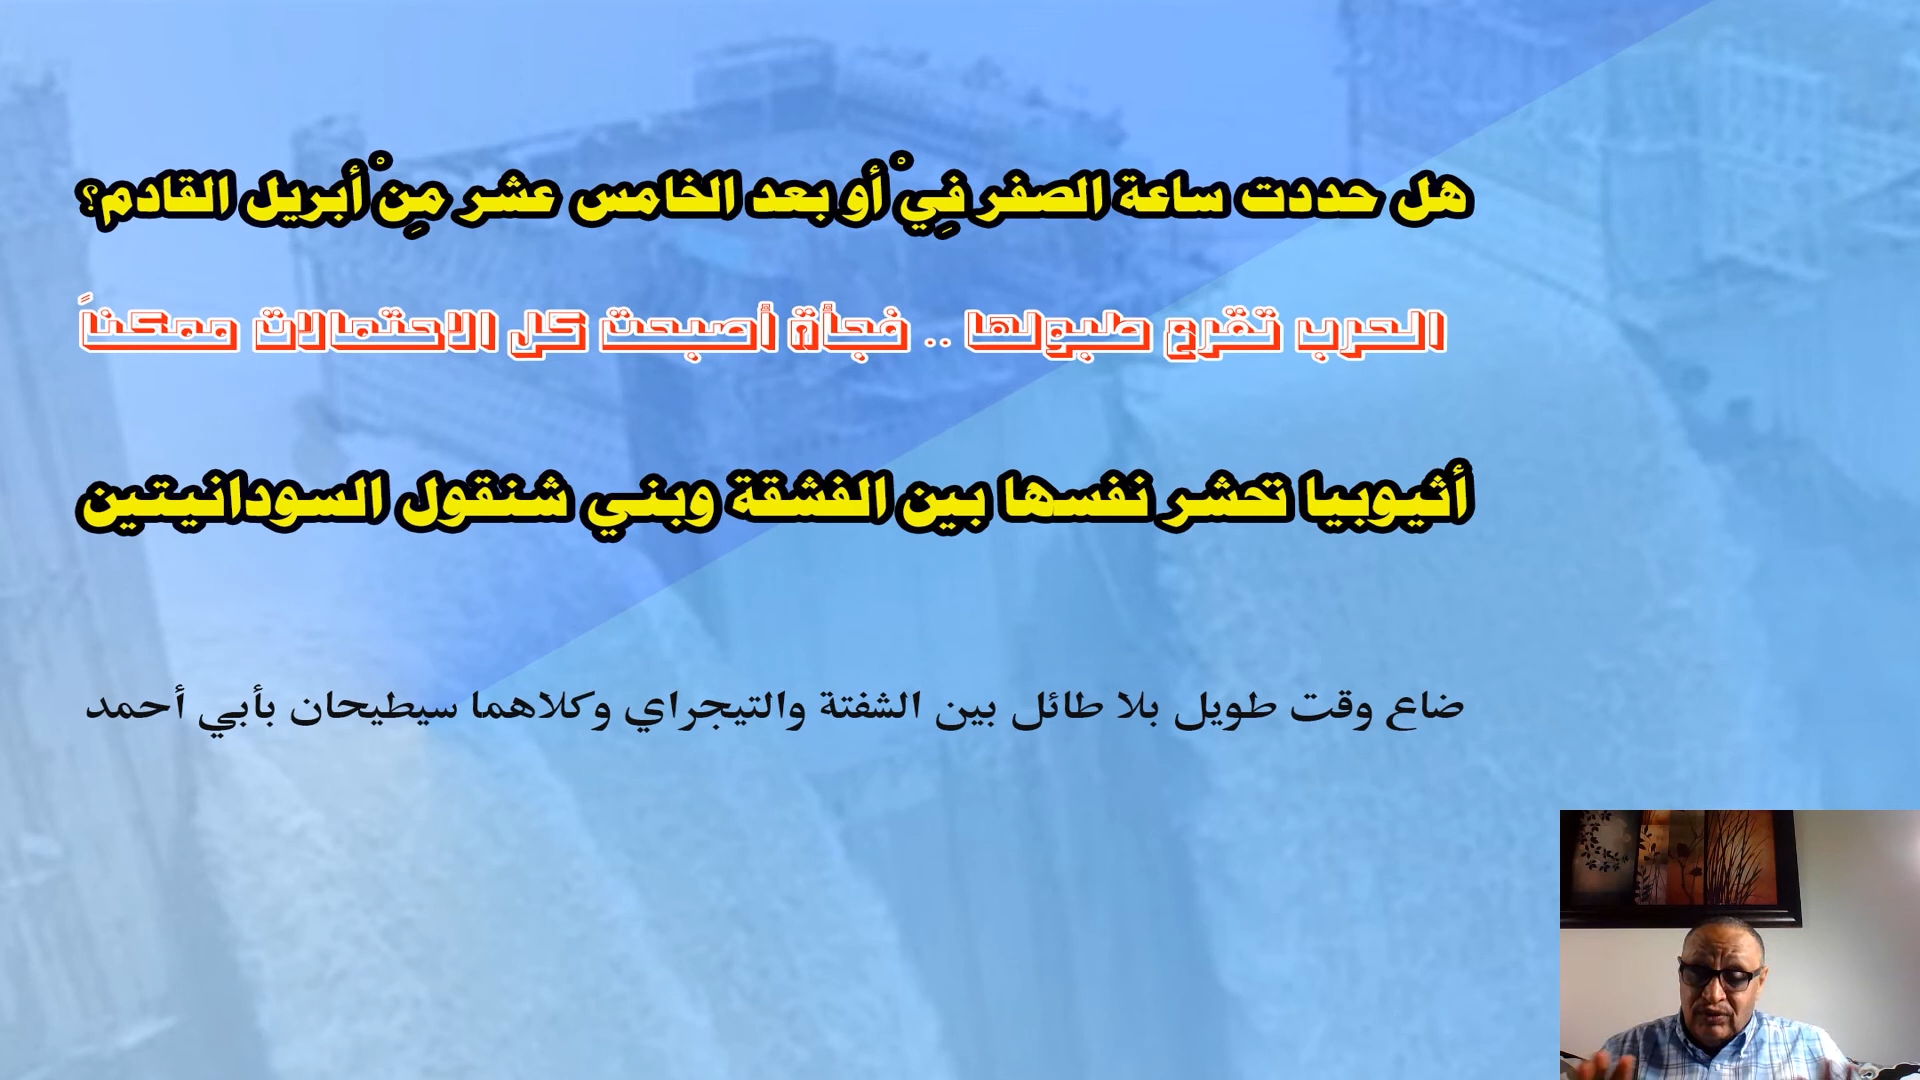 هل حددت ساعة الصفر فِيْ أو بعد الخامس عشر مِنْ أبريل القادم؟
الحرب تقرع طبولها .. فجأة أصبحت كل الاحتمالات ممكناً
أثيوبيا تحشر نفسها بين الفشقة وبني شنقول السودانيتين
ضاع وقت طويل بلا طائل بين الشفتة والتيجراي وكلاهما سيطيحان بأبي أحمد